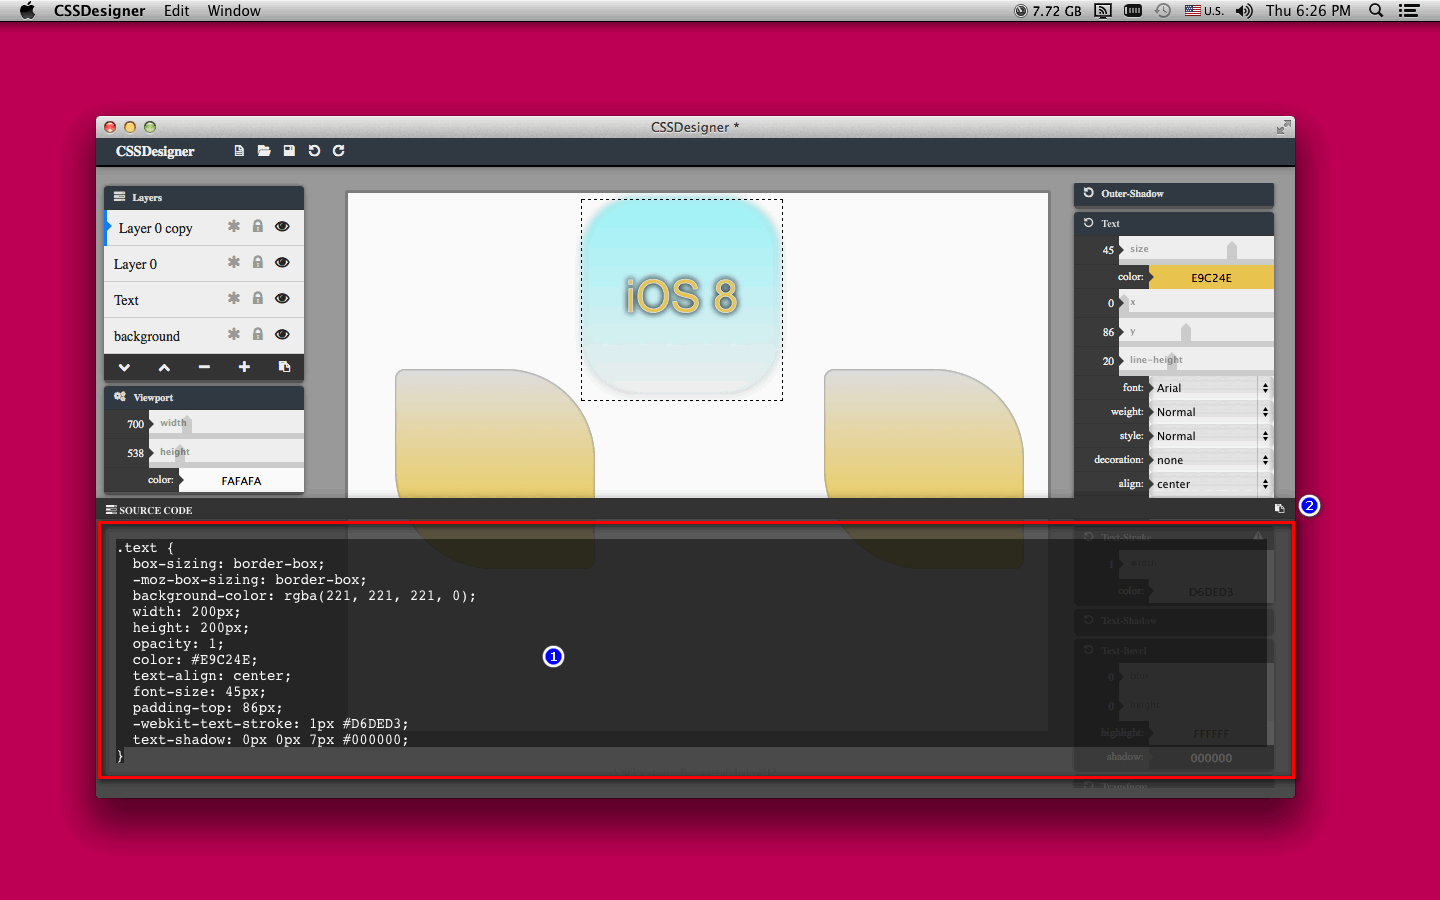 CSSDesigner Edit Window 7.72 GB U.S. Thu 6:26 PM
CSSDesigner *
CSSDesigner
Layers
Layer 0 copy
Layer 0
Text
background
Viewport
700 width
538 height
color: FAFAFA
iOS 8
Outer-Shadow
Text
45 size
color: E9C24E
0 x
86 y
20 line-height
font: Arial
weight: Normal
style: Normal
decoration: none
align: center
SOURCE CODE
2
.text {
box-sizing: border-box;
-moz-box-sizing: border-box;
background-color: rgba(221, 221, 221, 0);
width: 200px;
height: 200px;
opacity: 1;
color: #E9C24E;
text-align: center;
font-size: 45px;
padding-top: 86px;
-webkit-text-stroke: 1px #D6DED3;
text-shadow: 0px 0px 7px #000000;
}
1
Text-Stroke
1 width
color: D6DED3
Text-Shadow
Text-Bevel
0
0 height
highlight: FFFFFF
shadow: 000000